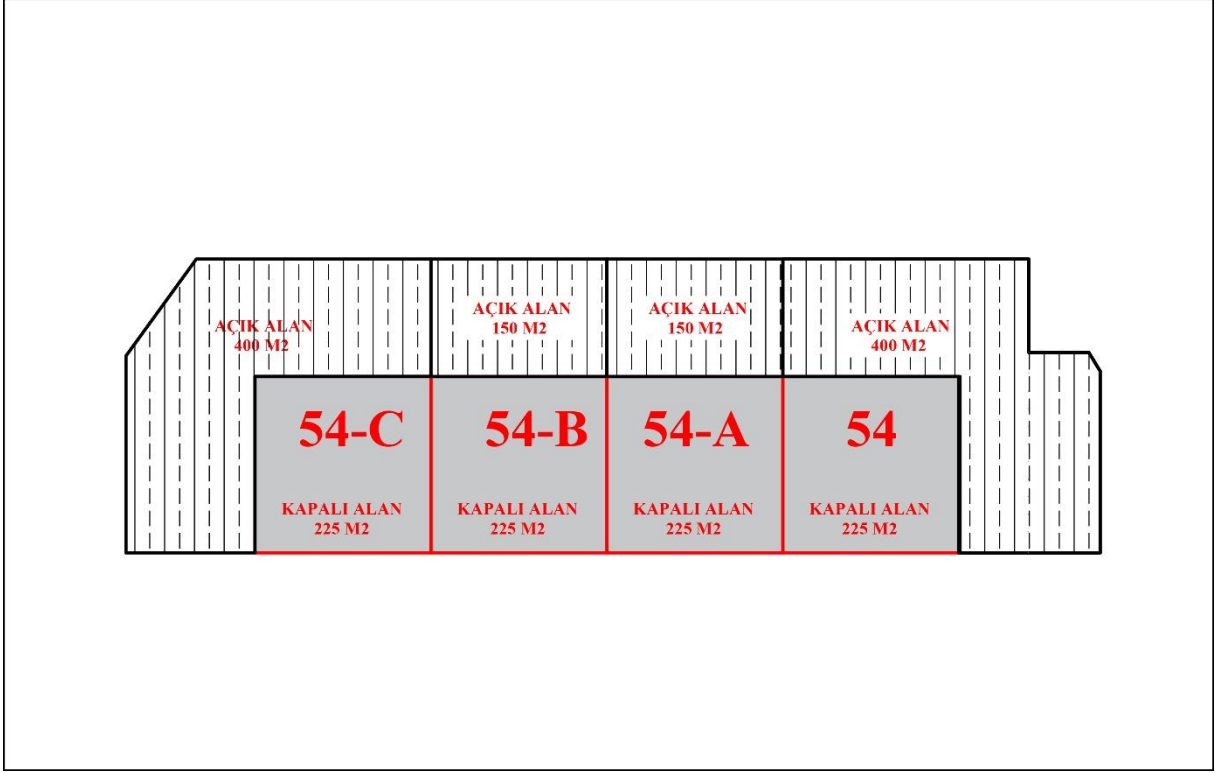 AÇIK ALAN
400 M2
AÇIK ALAN
150 M2
AÇIK ALAN
150 M2
AÇIK ALAN
400 M2
54-C
54-B
54-A
54
KAPALI ALAN
225 M2
KAPALI ALAN
225 M2
KAPALI ALAN
225 M2
KAPALI ALAN
225 M2